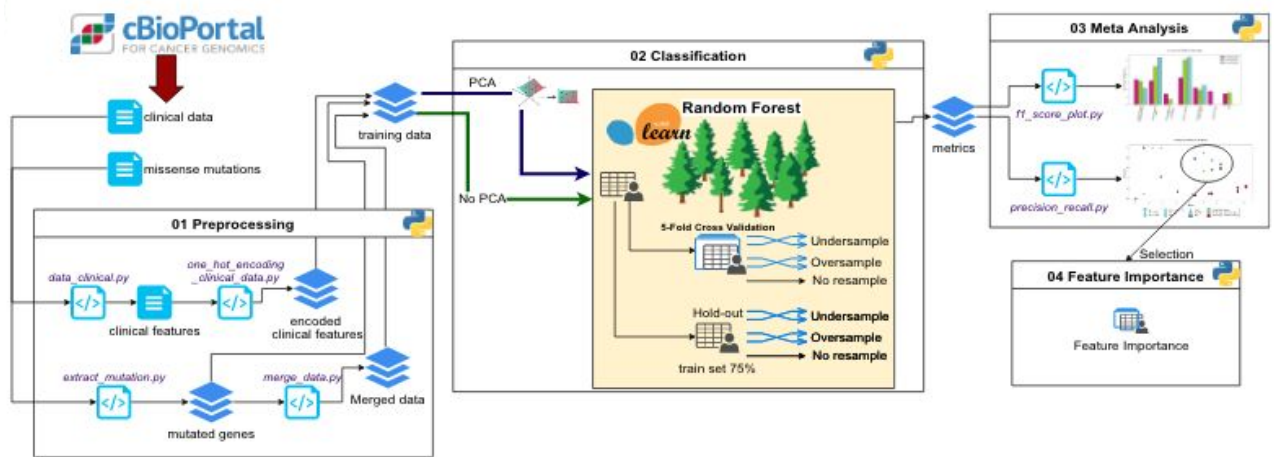 cBioPortal
FOR CANCER GENOMICS
clinical data
missense mutations
training data
01 Preprocessing
data_clinical.py
one_hot_encoding
_clinical_data.py
clinical features
encoded
clinical features
extract_mutation.py
merge_data.py
mutated genes
Merged data
02 Classification
PCA
No PCA
Random Forest
learn
5-Fold Cross Validation
Undersample
Oversample
No resample
Hold-out
train set 75%
Undersample
Oversample
No resample
metrics
03 Meta Analysis
f1_score_plot.py
precision_recall.py
Selection
04 Feature Importance
Feature Importance